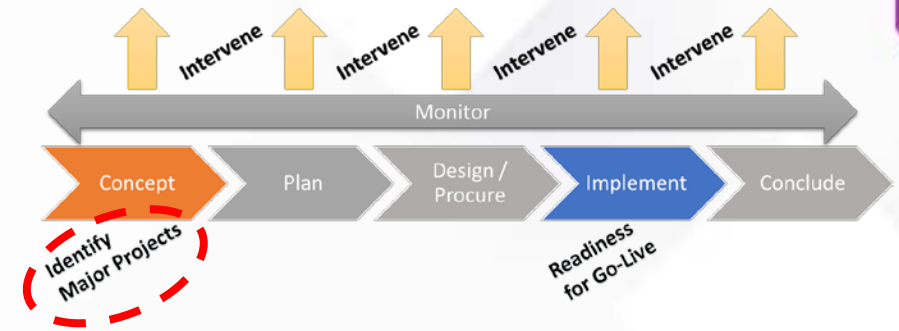 Intervene
Intervene
Intervene
Intervene
Monitor
Concept
Plan
Design /
Procure
Implement
Conclude
Identify
Major Projects
Readiness
for Go-Live